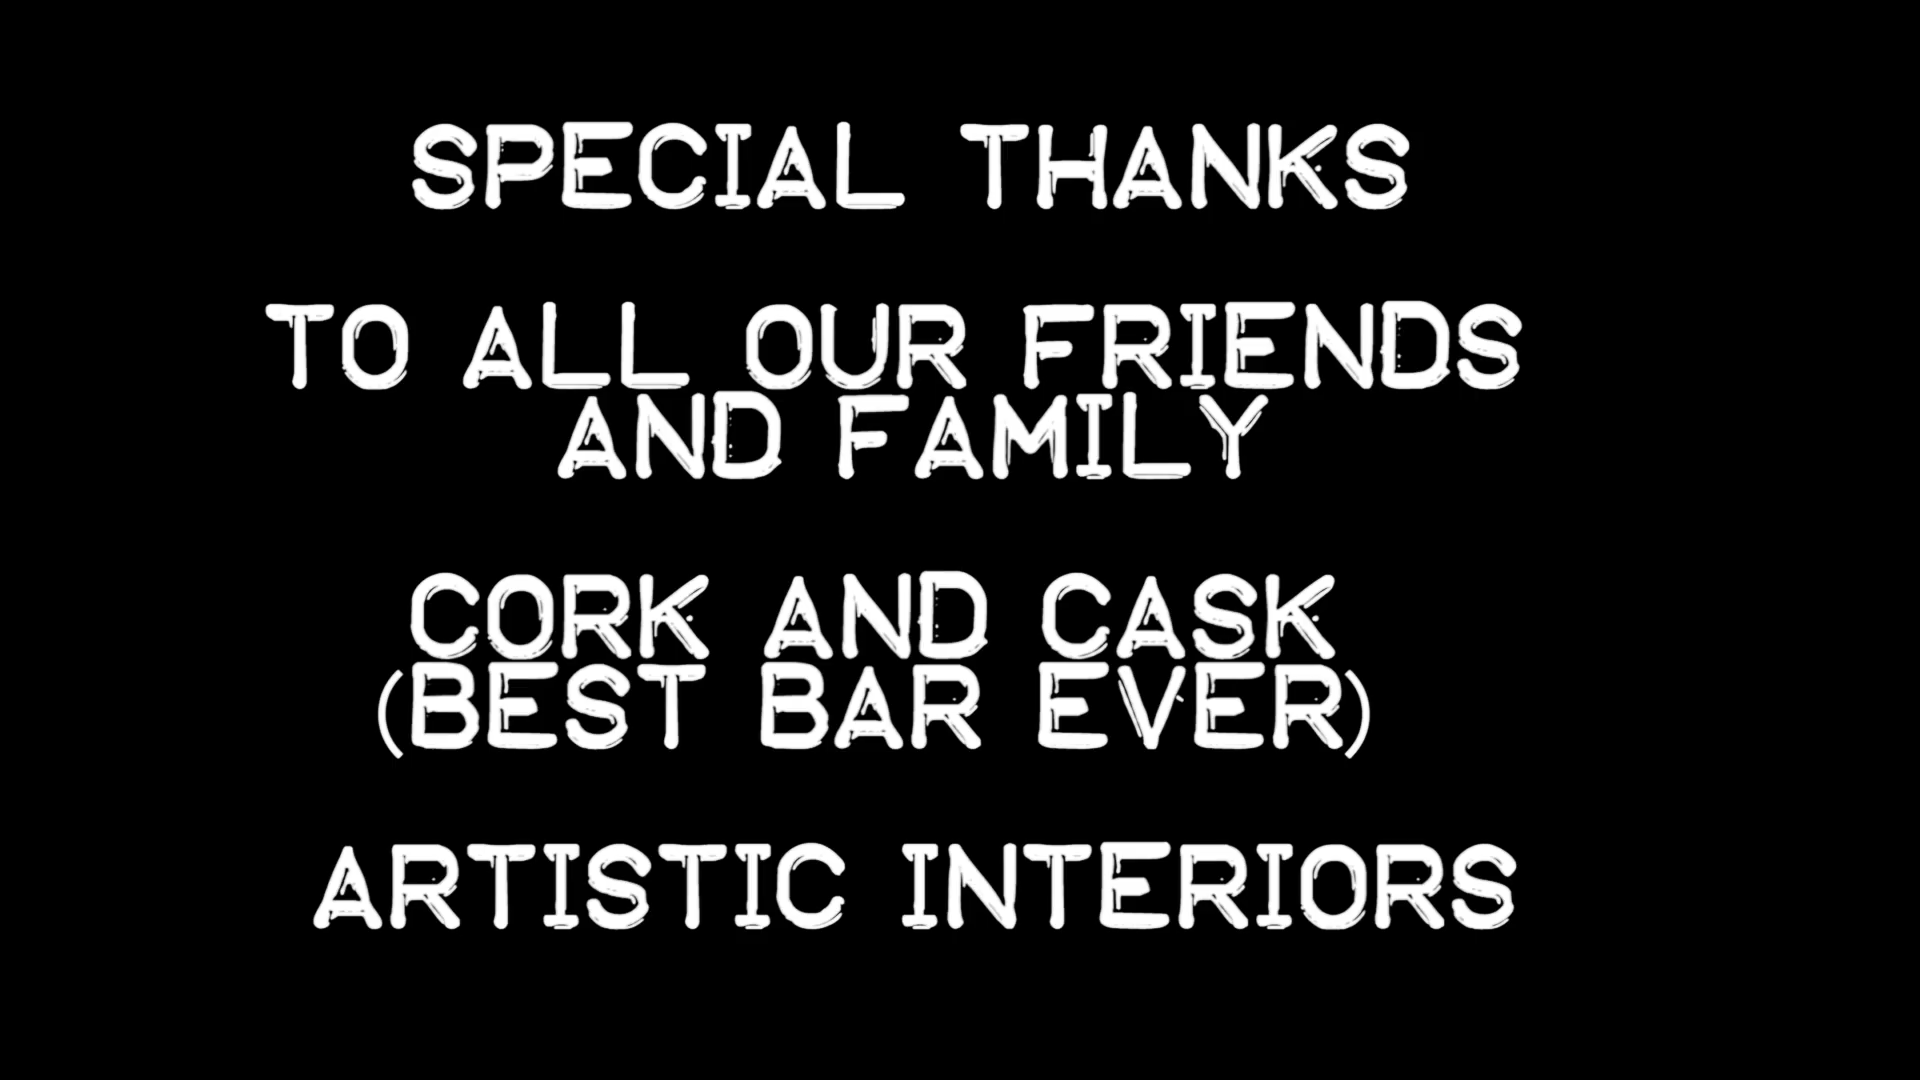 SPECIAL THANKS
TO ALL OUR FRIENDS
AND FAMILY
CORK AND CASK
(BEST BAR EVER)
ARTISTIC INTERIORS